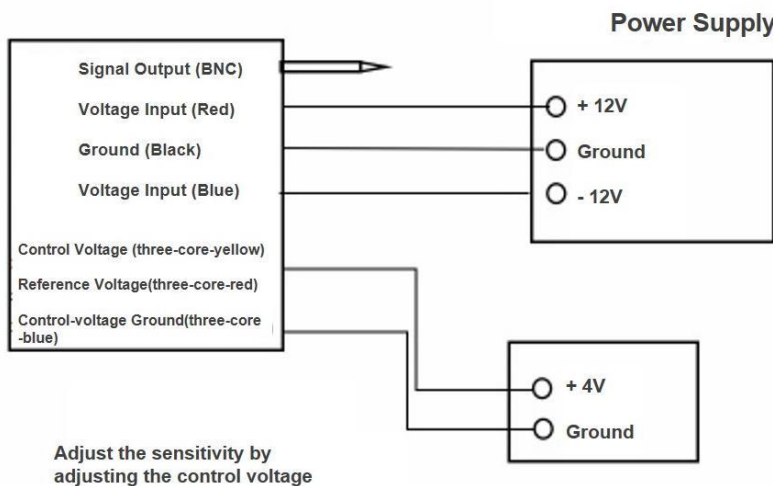 Power Supply
Signal Output (BNC)
Voltage Input (Red)
Ground (Black)
Voltage Input (Blue)
Control Voltage (three-core-yellow)
Reference Voltage(three-core-red)
Control-voltage Ground(three-core
-blue)
+ 12V
Ground
- 12V
+ 4V
Ground
Adjust the sensitivity by
adjusting the control voltage